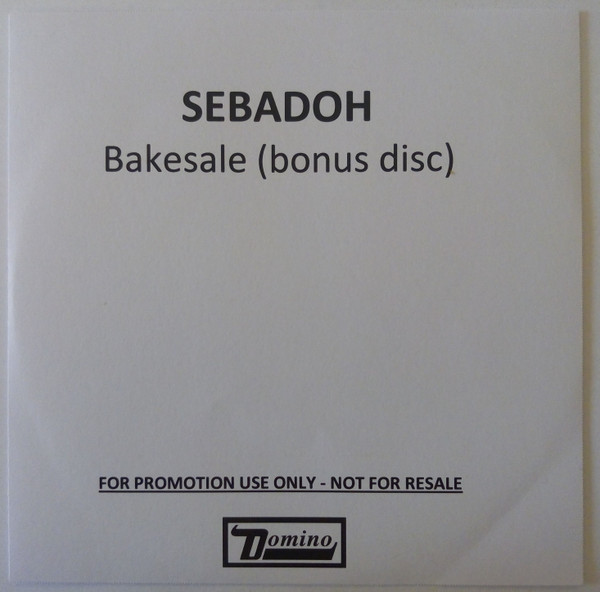 SEBADOH
Bakesale (bonus disc)
FOR PROMOTION USE ONLY - NOT FOR RESALE
Domino